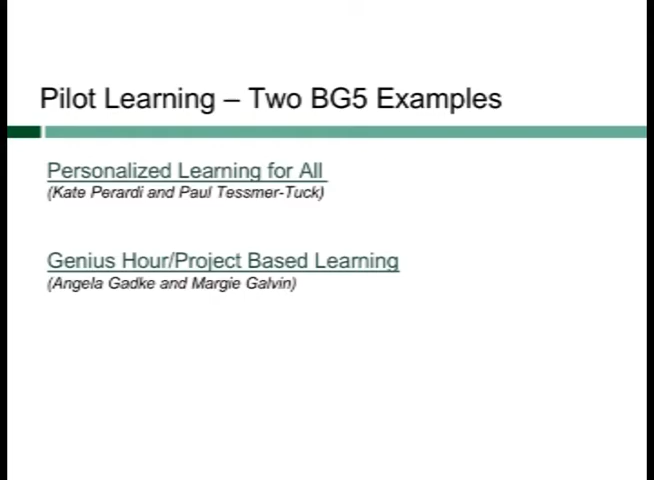 Pilot Learning – Two BG5 Examples
Personalized Learning for All
(Kate Perardi and Paul Tessmer-Tuck)
Genius Hour/Project Based Learning
(Angela Gadke and Margie Galvin)